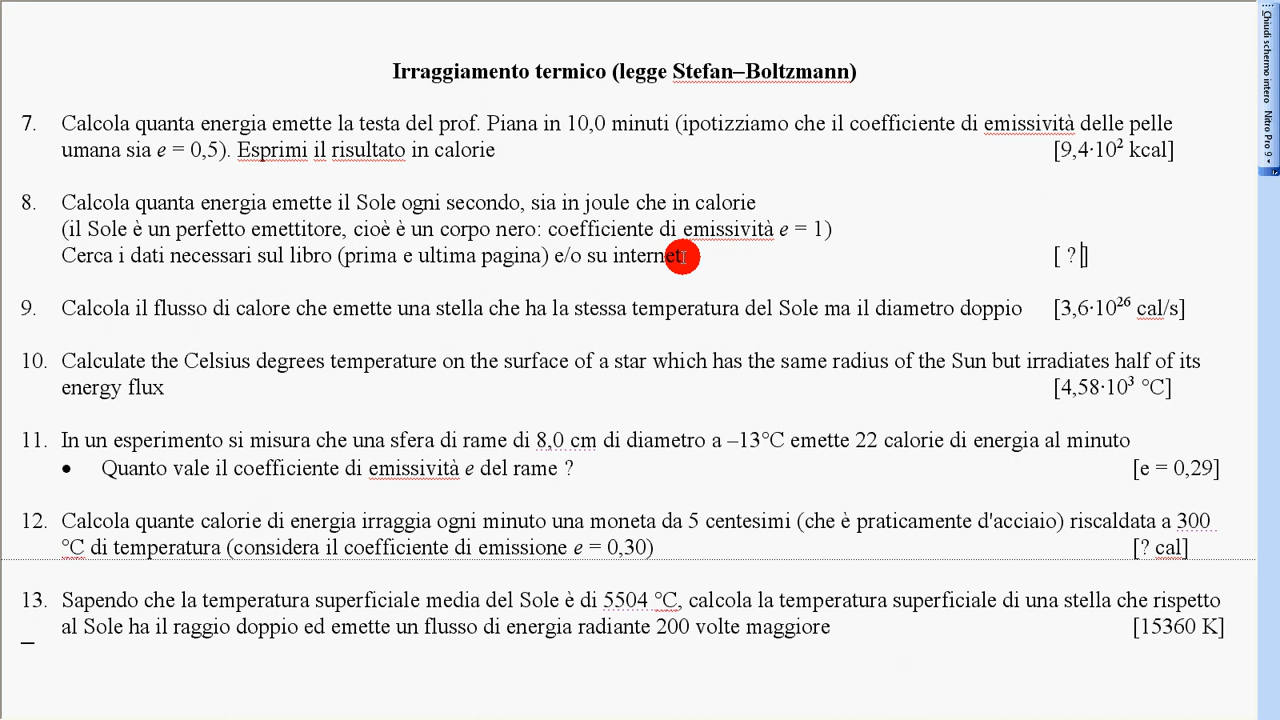 Irraggiamento termico (legge Stefan–Boltzmann)
7. Calcola quanta energia emette la testa del prof. Piana in 10,0 minuti (ipotizziamo che il coefficiente di emissività delle pelle
umana sia e = 0,5). Esprimi il risultato in calorie [9,4·10² kcal]
8. Calcola quanta energia emette il Sole ogni secondo, sia in joule che in calorie
(il Sole è un perfetto emettitore, cioè è un corpo nero: coefficiente di emissività e = 1)
Cerca i dati necessari sul libro (prima e ultima pagina) e/o su internet [ ?]
9. Calcola il flusso di calore che emette una stella che ha la stessa temperatura del Sole ma il diametro doppio [3,6·10²⁶ cal/s]
10. Calculate the Celsius degrees temperature on the surface of a star which has the same radius of the Sun but irradiates half of its
energy flux [4,58·10³ °C]
11. In un esperimento si misura che una sfera di rame di 8,0 cm di diametro a –13°C emette 22 calorie di energia al minuto
• Quanto vale il coefficiente di emissività e del rame ? [e = 0,29]
12. Calcola quante calorie di energia irraggia ogni minuto una moneta da 5 centesimi (che è praticamente d'acciaio) riscaldata a 300
°C di temperatura (considera il coefficiente di emissione e = 0,30) [? cal]
13. Sapendo che la temperatura superficiale media del Sole è di 5504 °C, calcola la temperatura superficiale di una stella che rispetto
al Sole ha il raggio doppio ed emette un flusso di energia radiante 200 volte maggiore [15360 K]
Chiudi schermo intero Nitro Pro 9